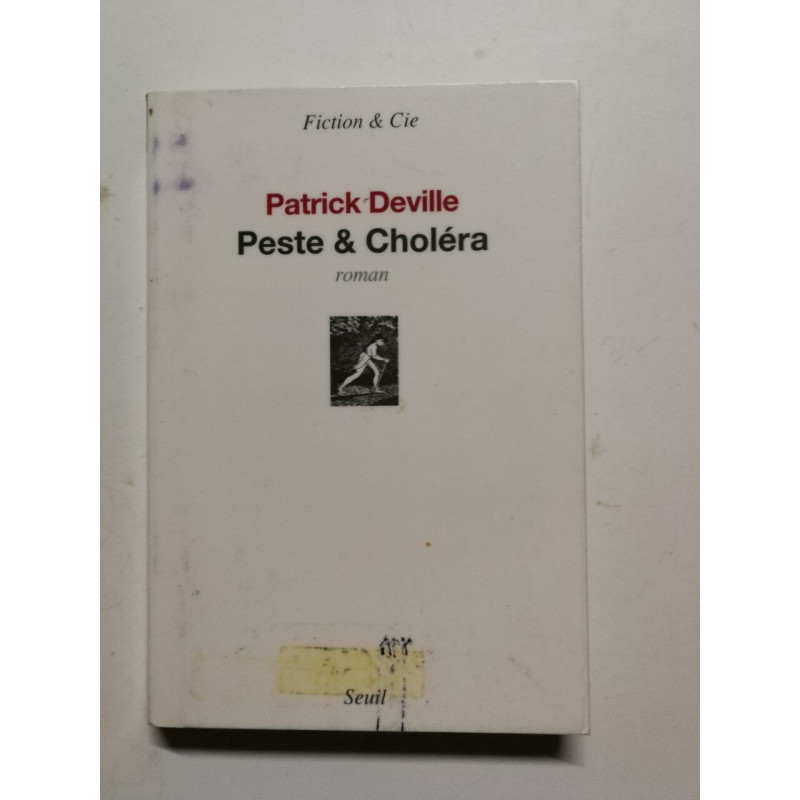 Fiction & Cie
Patrick Deville
Peste & Choléra
roman
Seuil